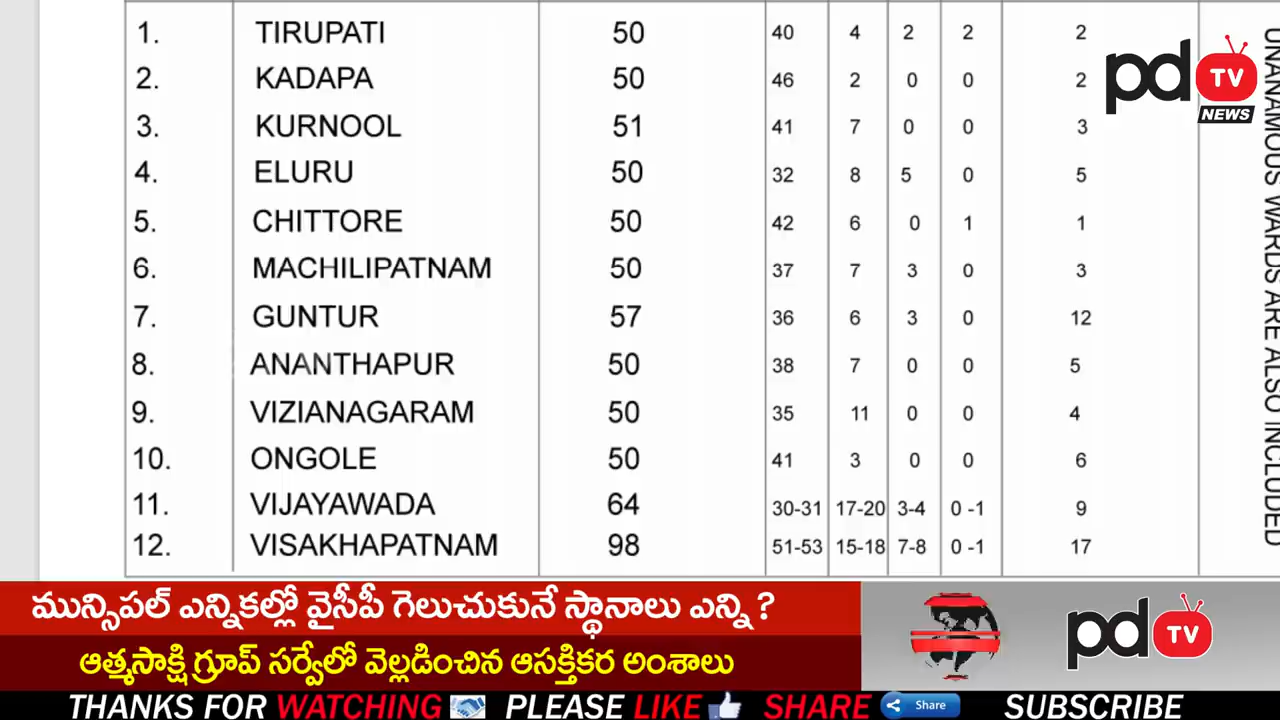 1. TIRUPATI 50 40 4 2 2 2
2. KADAPA 50 46 2 0 0 2
3. KURNOOL 51 41 7 0 0 3
4. ELURU 50 32 8 5 0 5
5. CHITTORE 50 42 6 0 1 1
6. MACHILIPATNAM 50 37 7 3 0 3
7. GUNTUR 57 36 6 3 0 12
8. ANANTHAPUR 50 38 7 0 0 5
9. VIZIANAGARAM 50 35 11 0 0 4
10. ONGOLE 50 41 3 0 0 6
11. VIJAYAWADA 64 30-31 17-20 3-4 0 -1 9
12. VISAKHAPATNAM 98 51-53 15-18 7-8 0 -1 17
UNANAMOUS WARDS ARE ALSO INCLUDED
pd TV
NEWS
మున్సిపల్ ఎన్నికల్లో వైసీపీ గెలుచుకునే స్థానాలు ఎన్ని ?
ఆత్మసాక్షి గ్రూప్ సర్వేలో వెల్లడించిన ఆసక్తికర అంశాలు
pd TV
THANKS FOR WATCHING PLEASE LIKE SHARE Share SUBSCRIBE